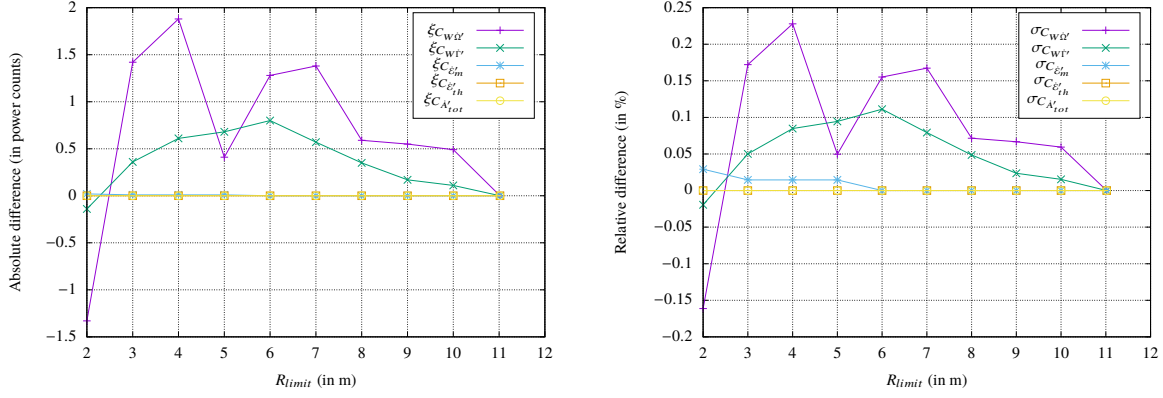 Absolute difference (in power counts)
2
1.5
1
0.5
0
−0.5
−1
−1.5
2 3 4 5 6 7 8 9 10 11 12
R_limit (in m)
ξ_{C_{WΩ̇′}}
ξ_{C_{WΓ̇′}}
ξ_{C_{Ė′_m}}
ξ_{C_{Ė′_th}}
ξ_{C_{Ȧ′_tot}}
Relative difference (in %)
0.25
0.2
0.15
0.1
0.05
0
−0.05
−0.1
−0.15
−0.2
2 3 4 5 6 7 8 9 10 11 12
R_limit (in m)
σ_{C_{WΩ̇′}}
σ_{C_{WΓ̇′}}
σ_{C_{Ė′_m}}
σ_{C_{Ė′_th}}
σ_{C_{Ȧ′_tot}}